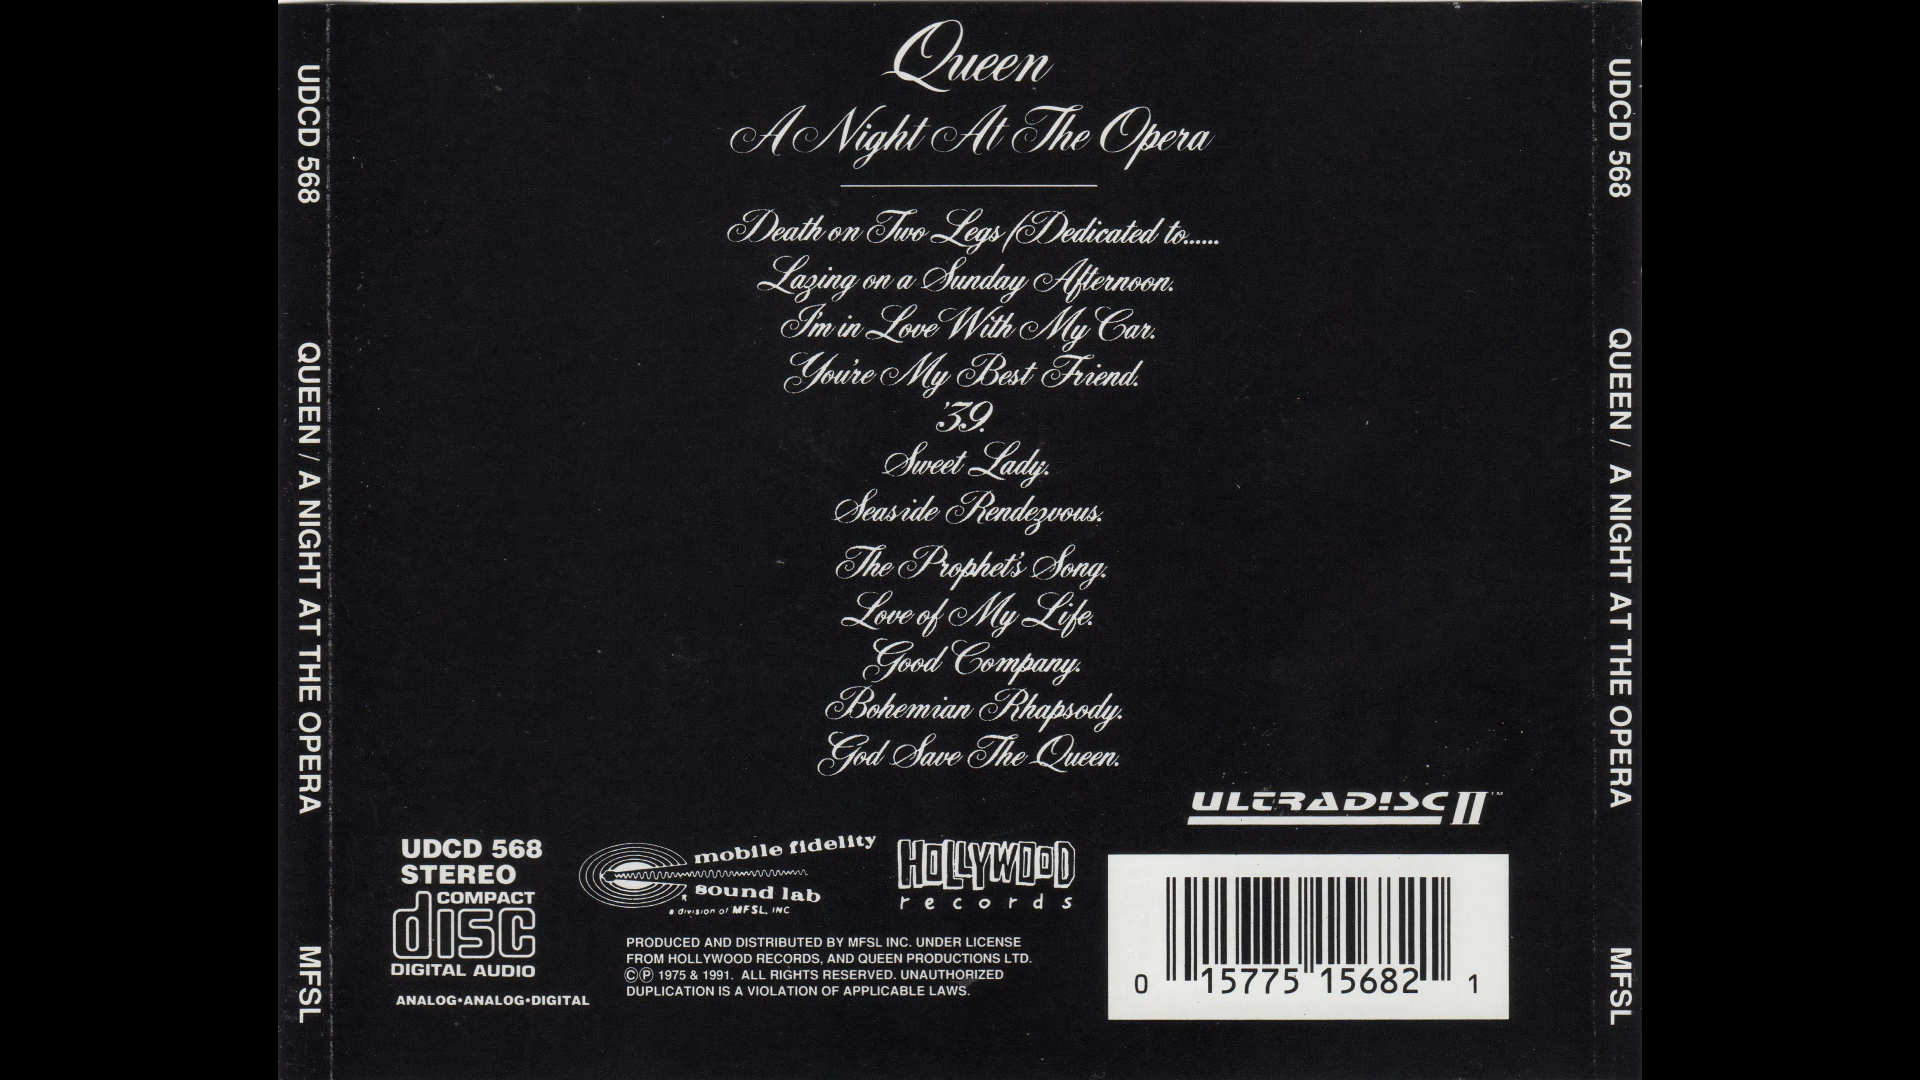 Queen
A Night At The Opera
Death on Two Legs (Dedicated to......
Lazing on a Sunday Afternoon.
I'm in Love With My Car.
You're My Best Friend.
'39.
Sweet Lady.
Seaside Rendezvous.
The Prophet's Song.
Love of My Life.
Good Company.
Bohemian Rhapsody.
God Save The Queen.
UDCD 568 QUEEN / A NIGHT AT THE OPERA MFSL
UDCD 568 QUEEN / A NIGHT AT THE OPERA MFSL
ULTRADISC II™
UDCD 568
STEREO
COMPACT
disc
DIGITAL AUDIO
ANALOG•ANALOG•DIGITAL
mobile fidelity
sound lab
a division of MFSL, INC
HOLLYWOOD
records
PRODUCED AND DISTRIBUTED BY MFSL INC. UNDER LICENSE
FROM HOLLYWOOD RECORDS, AND QUEEN PRODUCTIONS LTD.
©℗ 1975 & 1991. ALL RIGHTS RESERVED. UNAUTHORIZED
DUPLICATION IS A VIOLATION OF APPLICABLE LAWS.
0 15775 15682 1